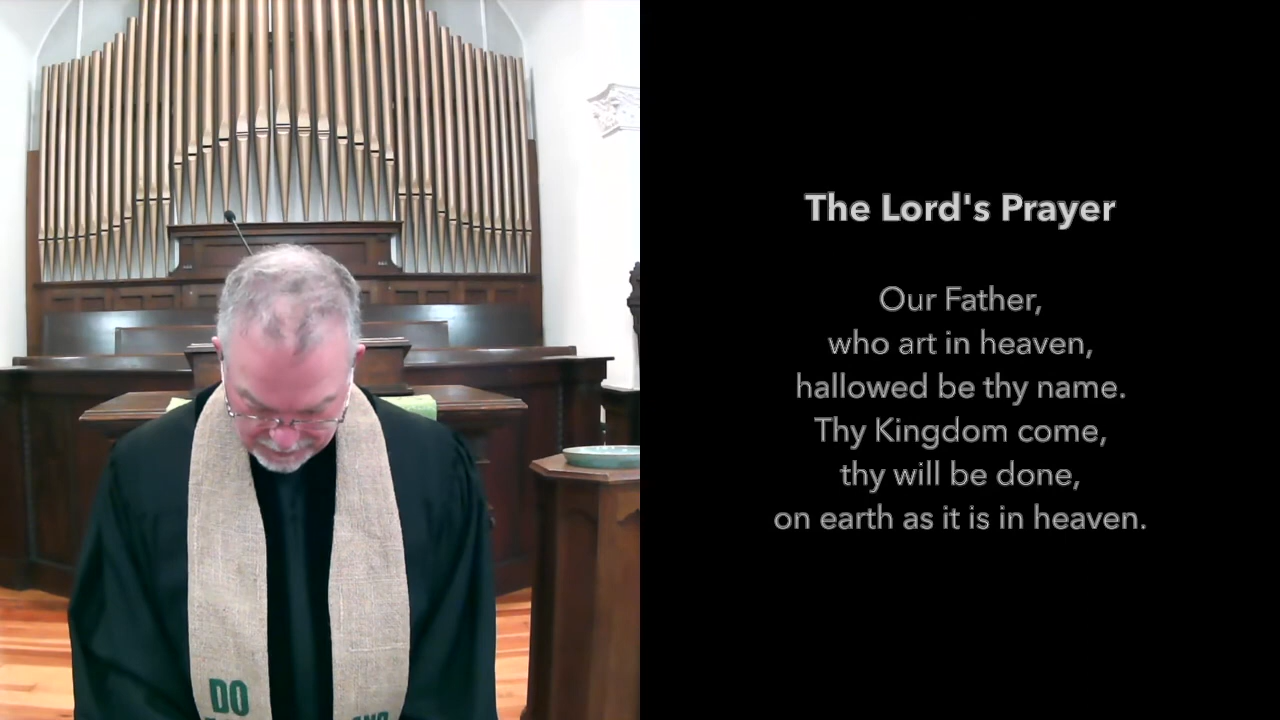 The Lord's Prayer
Our Father,
who art in heaven,
hallowed be thy name.
Thy Kingdom come,
thy will be done,
on earth as it is in heaven.
DO